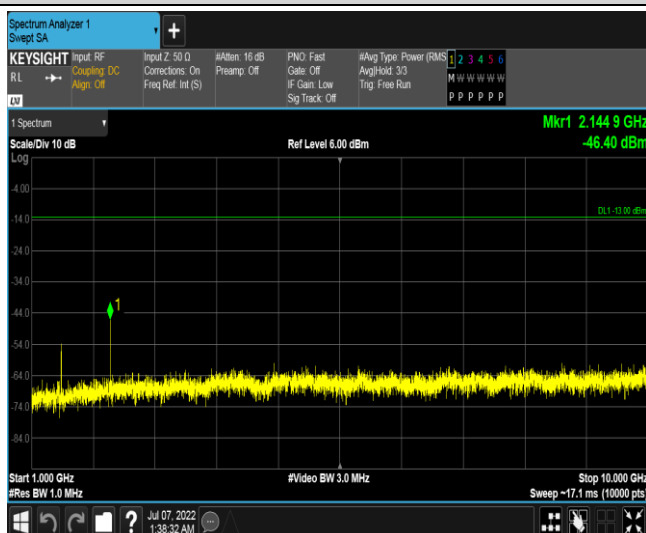 Spectrum Analyzer 1
Swept SA
+
KEYSIGHT
RL
LXI
Input: RF
Coupling: DC
Align: Off
Input Z: 50 Ω
Corrections: On
Freq Ref: Int (S)
#Atten: 16 dB
Preamp: Off
PNO: Fast
Gate: Off
IF Gain: Low
Sig Track: Off
#Avg Type: Power (RMS
Avg|Hold: 3/3
Trig: Free Run
1 2 3 4 5 6
M W W W W W
P P P P P P
1 Spectrum
Mkr1 2.144 9 GHz
Scale/Div 10 dB
Ref Level 6.00 dBm
-46.40 dBm
Log
-4.00
DL1 -13.00 dBm
-14.0
-24.0
-34.0
1
-44.0
-54.0
-64.0
-74.0
-84.0
Start 1.000 GHz
#Video BW 3.0 MHz
Stop 10.000 GHz
#Res BW 1.0 MHz
Sweep ~17.1 ms (10000 pts)
?
Jul 07, 2022
1:38:32 AM